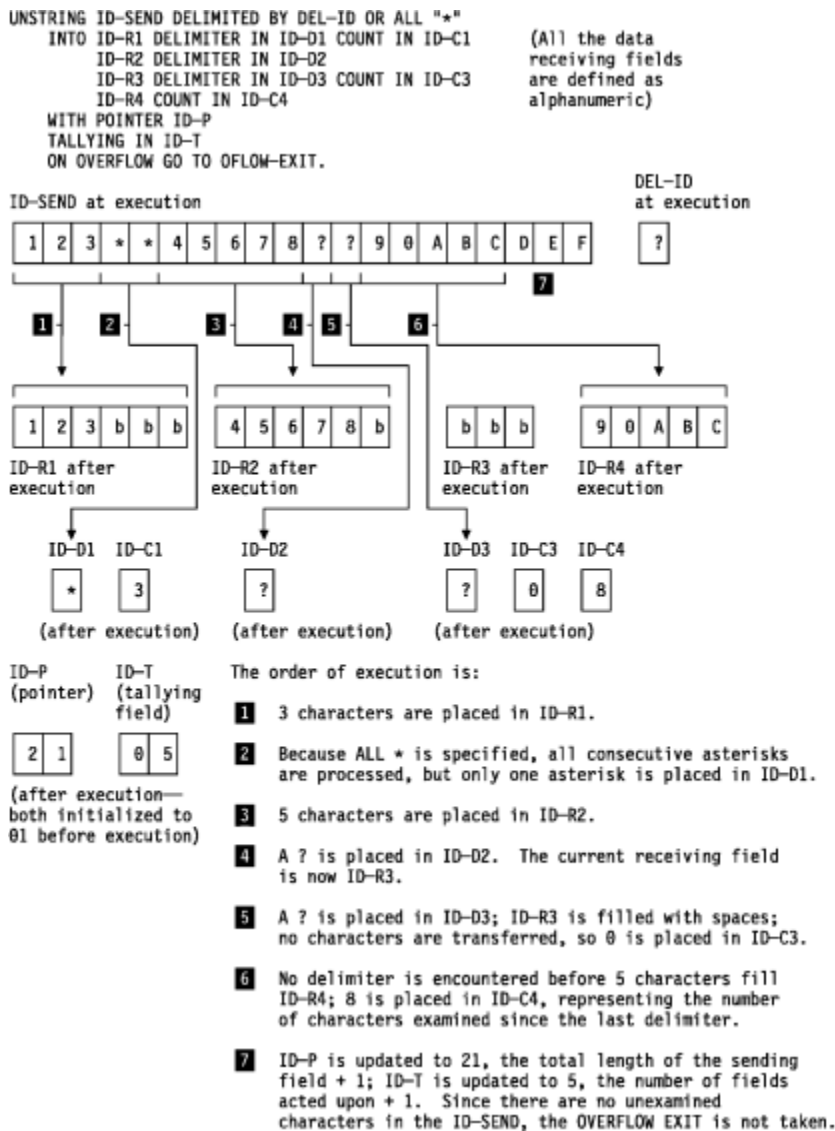 UNSTRING ID-SEND DELIMITED BY DEL-ID OR ALL "*"
INTO ID-R1 DELIMITER IN ID-D1 COUNT IN ID-C1
ID-R2 DELIMITER IN ID-D2
ID-R3 DELIMITER IN ID-D3 COUNT IN ID-C3
ID-R4 COUNT IN ID-C4
WITH POINTER ID-P
TALLYING IN ID-T
ON OVERFLOW GO TO OFLOW-EXIT.
(All the data
receiving fields
are defined as
alphanumeric)
DEL-ID
at execution
ID-SEND at execution
1 2 3 * * 4 5 6 7 8 ? ? 9 0 A B C D E F
?
7
1 2 3 4 5 6
1 2 3 b b b
4 5 6 7 8 b
b b b
9 0 A B C
ID-R1 after
execution
ID-R2 after
execution
ID-R3 after
execution
ID-R4 after
execution
ID-D1 ID-C1 ID-D2 ID-D3 ID-C3 ID-C4
* 3 ? ? 0 8
(after execution) (after execution) (after execution)
ID-P
(pointer)
ID-T
(tallying
field)
2 1
0 5
(after execution—
both initialized to
01 before execution)
The order of execution is:
1 3 characters are placed in ID-R1.
2 Because ALL * is specified, all consecutive asterisks
are processed, but only one asterisk is placed in ID-D1.
3 5 characters are placed in ID-R2.
4 A ? is placed in ID-D2. The current receiving field
is now ID-R3.
5 A ? is placed in ID-D3; ID-R3 is filled with spaces;
no characters are transferred, so 0 is placed in ID-C3.
6 No delimiter is encountered before 5 characters fill
ID-R4; 8 is placed in ID-C4, representing the number
of characters examined since the last delimiter.
7 ID-P is updated to 21, the total length of the sending
field + 1; ID-T is updated to 5, the number of fields
acted upon + 1. Since there are no unexamined
characters in the ID-SEND, the OVERFLOW EXIT is not taken.